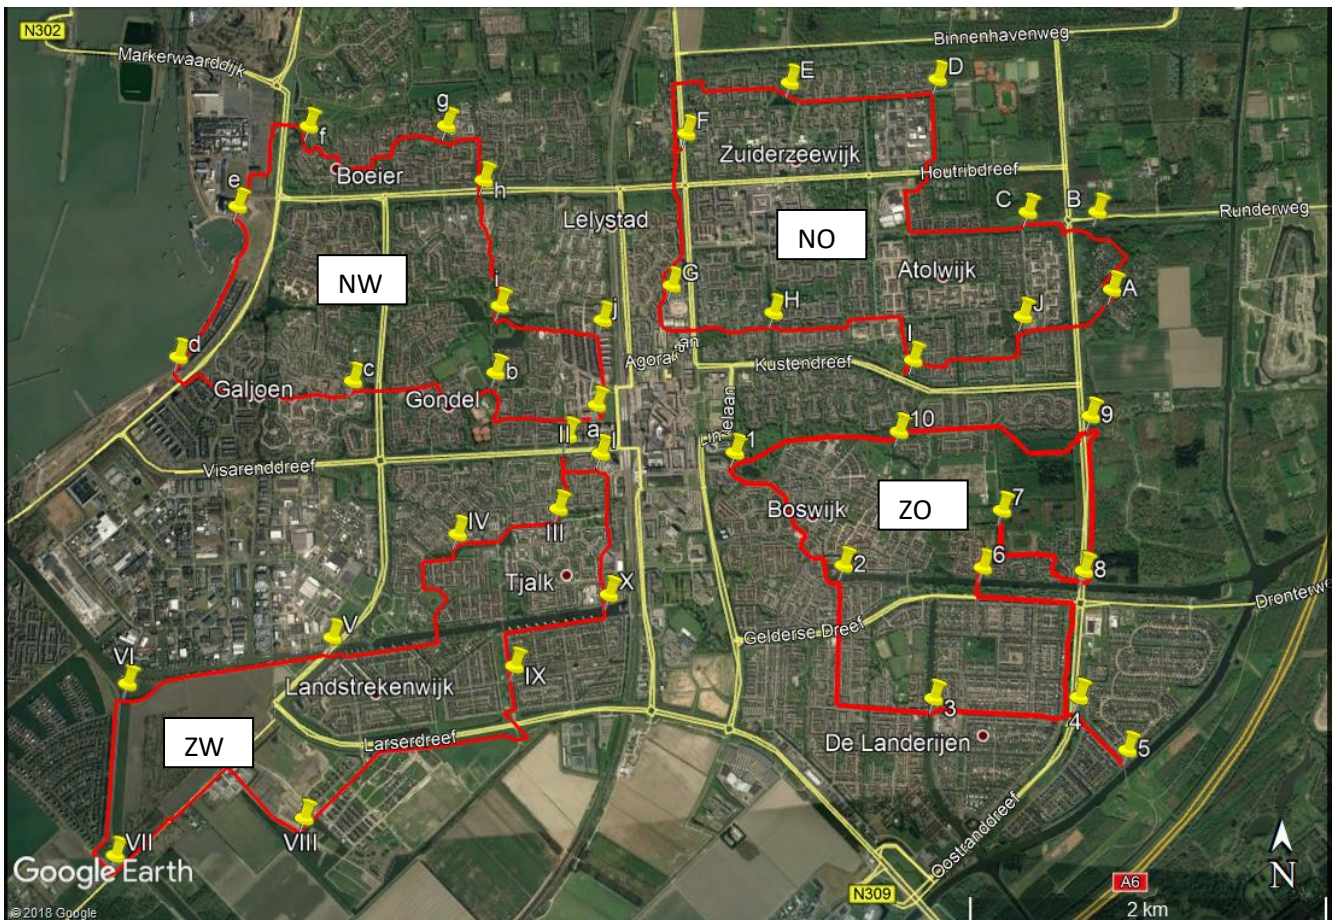 N302
Markerwaarddijk
Binnenhavenweg
E
D
g
f
F
Zuiderzeewijk
Boeier
h
Houtribdreef
e
C
B
Runderweg
Lelystad
NO
NW
Atolwijk
G
A
i
j
H
J
d
I
Kustendreef
c
b
Galjoen
Gondel
a
II
I
9
10
1
Visarenddreef
7
Boswijk
ZO
III
IV
2
6
8
Tjalk
X
Dronterweg
Gelderse Dreef
V
VI
IX
Landstrekenwijk
3
4
ZW
Larserdreef
De Landerijen
5
VIII
VII
Oostranddreef
Google Earth
N
N309
A6
2 km
© 2018 Google